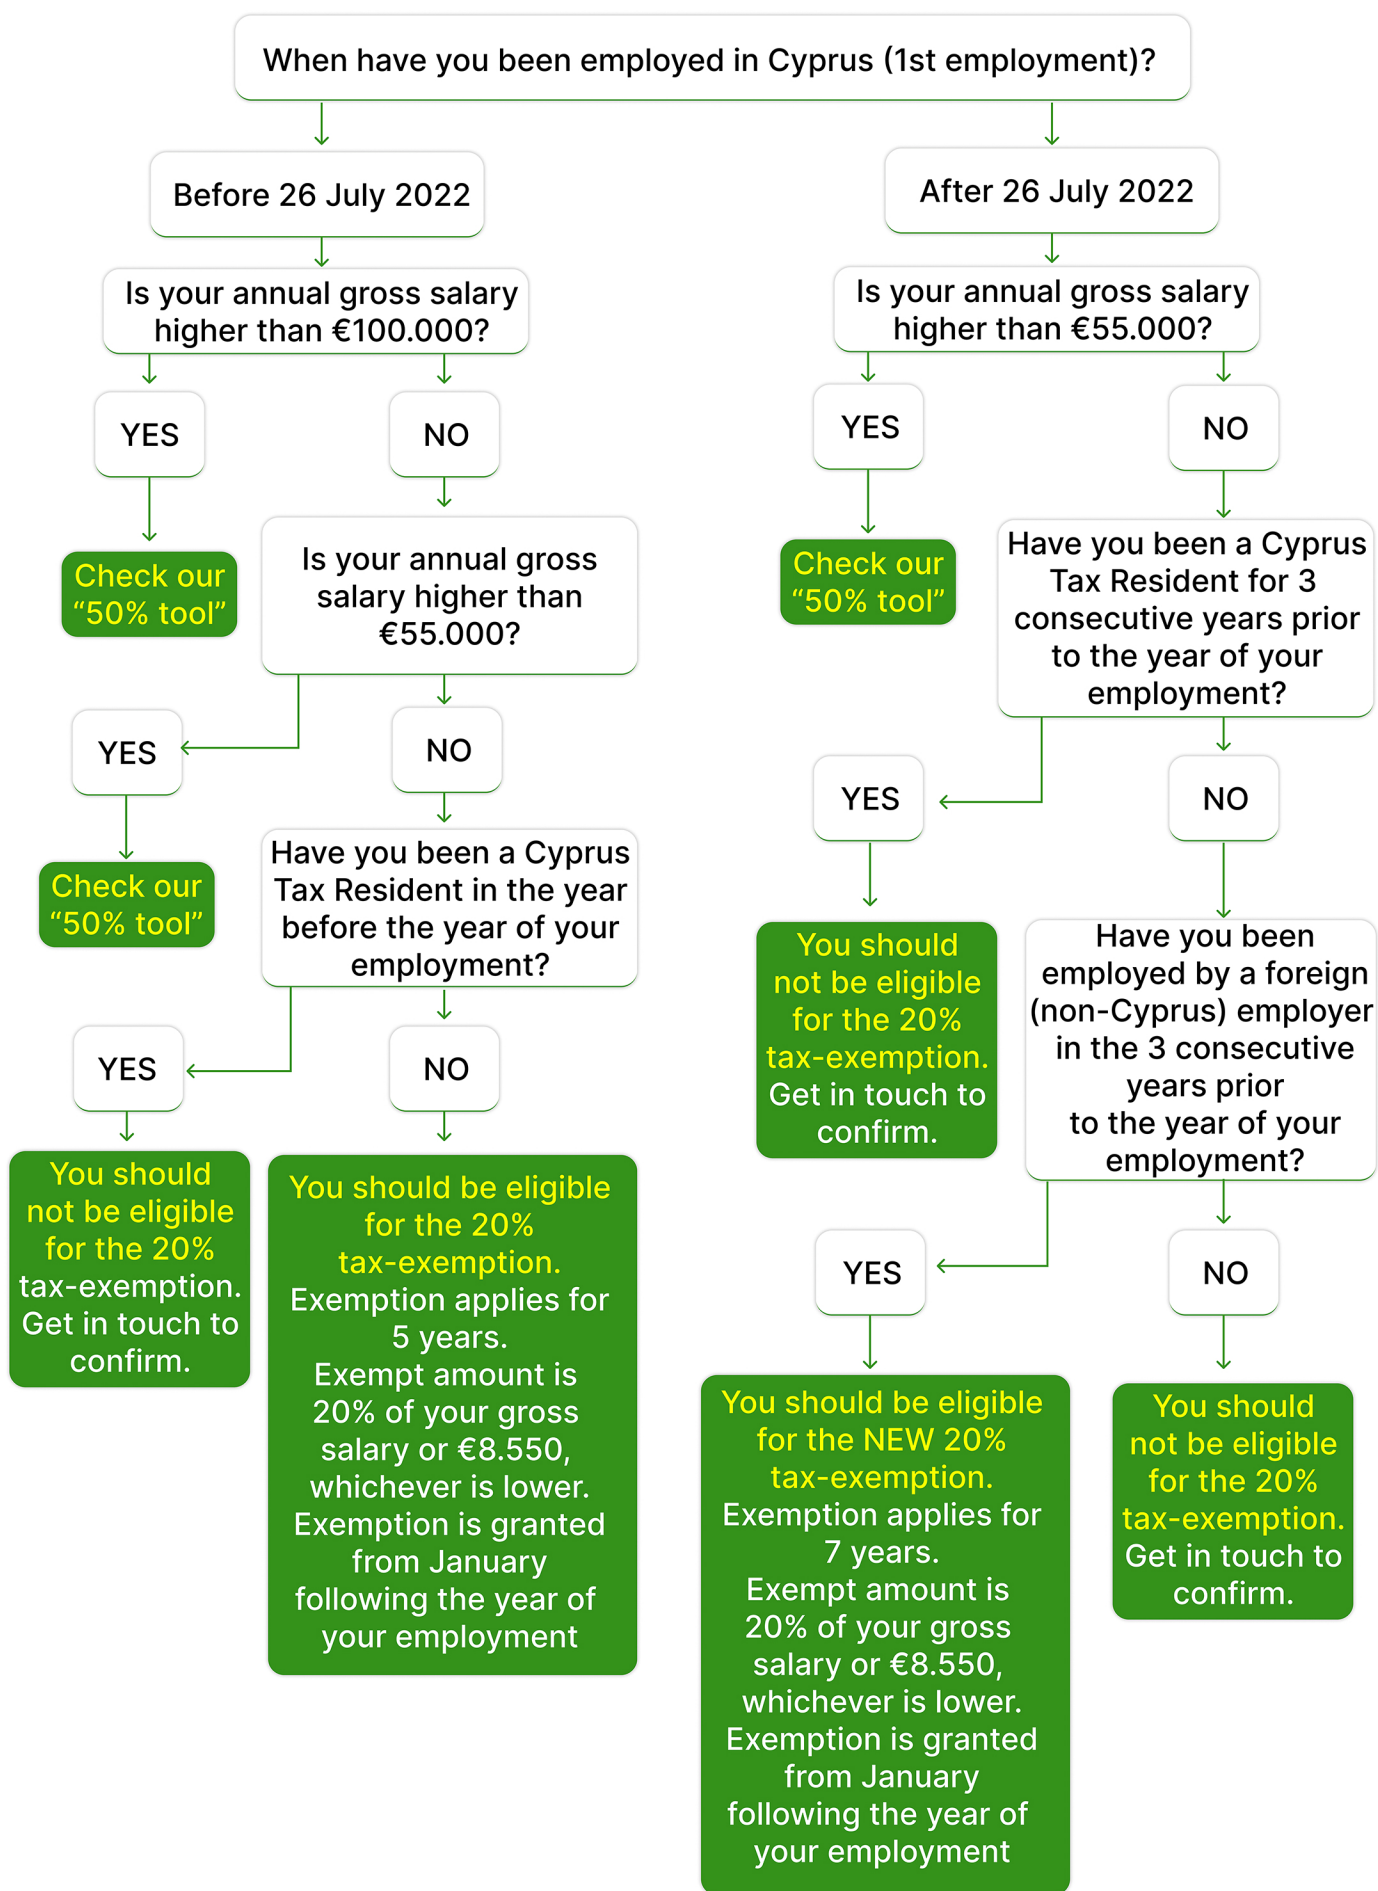 When have you been employed in Cyprus (1st employment)?
Before 26 July 2022
Is your annual gross salary
higher than €100.000?
YES
NO
Check our
“50% tool”
Is your annual gross
salary higher than
€55.000?
YES
NO
Check our
“50% tool”
Have you been a Cyprus
Tax Resident in the year
before the year of your
employment?
YES
NO
You should
not be eligible
for the 20%
tax-exemption.
Get in touch to
confirm.
You should be eligible
for the 20%
tax-exemption.
Exemption applies for
5 years.
Exempt amount is
20% of your gross
salary or €8.550,
whichever is lower.
Exemption is granted
from January
following the year of
your employment
After 26 July 2022
Is your annual gross salary
higher than €55.000?
YES
NO
Check our
“50% tool”
Have you been a Cyprus
Tax Resident for 3
consecutive years prior
to the year of your
employment?
YES
NO
You should
not be eligible
for the 20%
tax-exemption.
Get in touch to
confirm.
Have you been
employed by a foreign
(non-Cyprus) employer
in the 3 consecutive
years prior
to the year of your
employment?
YES
NO
You should be eligible
for the NEW 20%
tax-exemption.
Exemption applies for
7 years.
Exempt amount is
20% of your gross
salary or €8.550,
whichever is lower.
Exemption is granted
from January
following the year of
your employment
You should
not be eligible
for the 20%
tax-exemption.
Get in touch to
confirm.